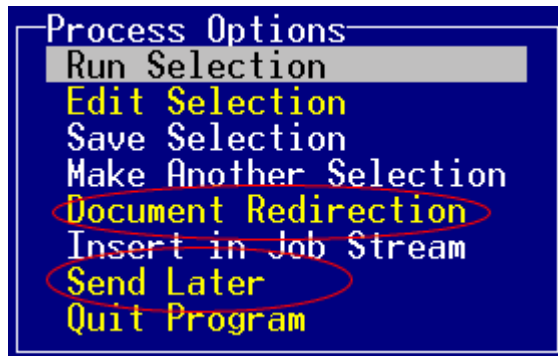 Process Options
Run Selection
Edit Selection
Save Selection
Make Another Selection
Document Redirection
Insert in Job Stream
Send Later
Quit Program